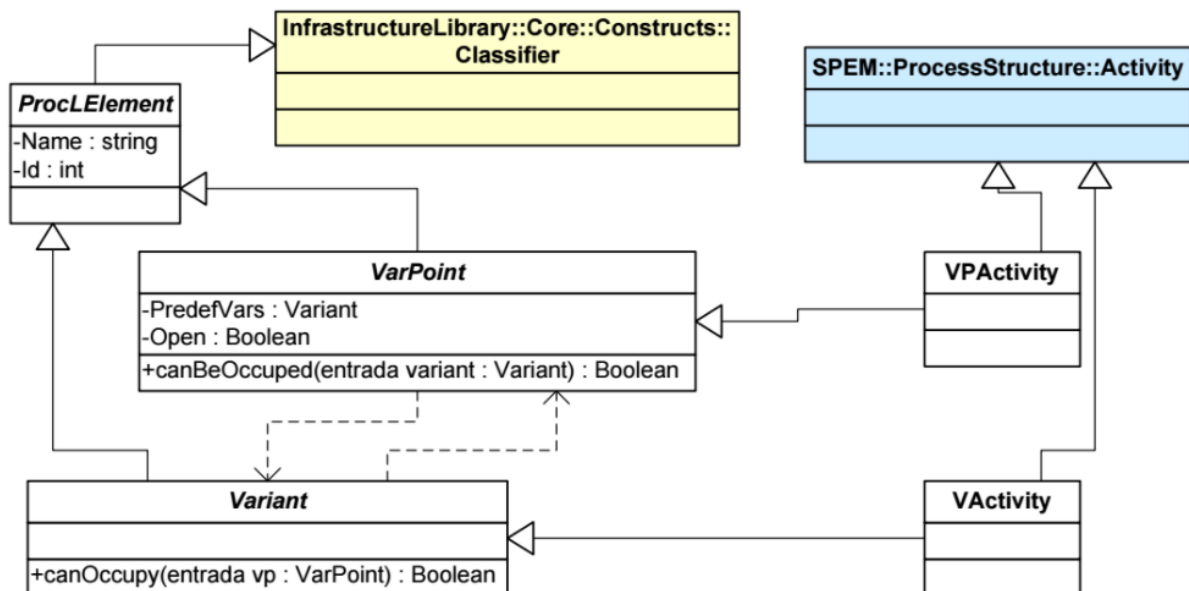 InfrastructureLibrary::Core::Constructs::
Classifier
SPEM::ProcessStructure::Activity
ProcLElement
-Name : string
-Id : int
VarPoint
-PredefVars : Variant
-Open : Boolean
+canBeOccuped(entrada variant : Variant) : Boolean
VPActivity
Variant
+canOccupy(entrada vp : VarPoint) : Boolean
VActivity